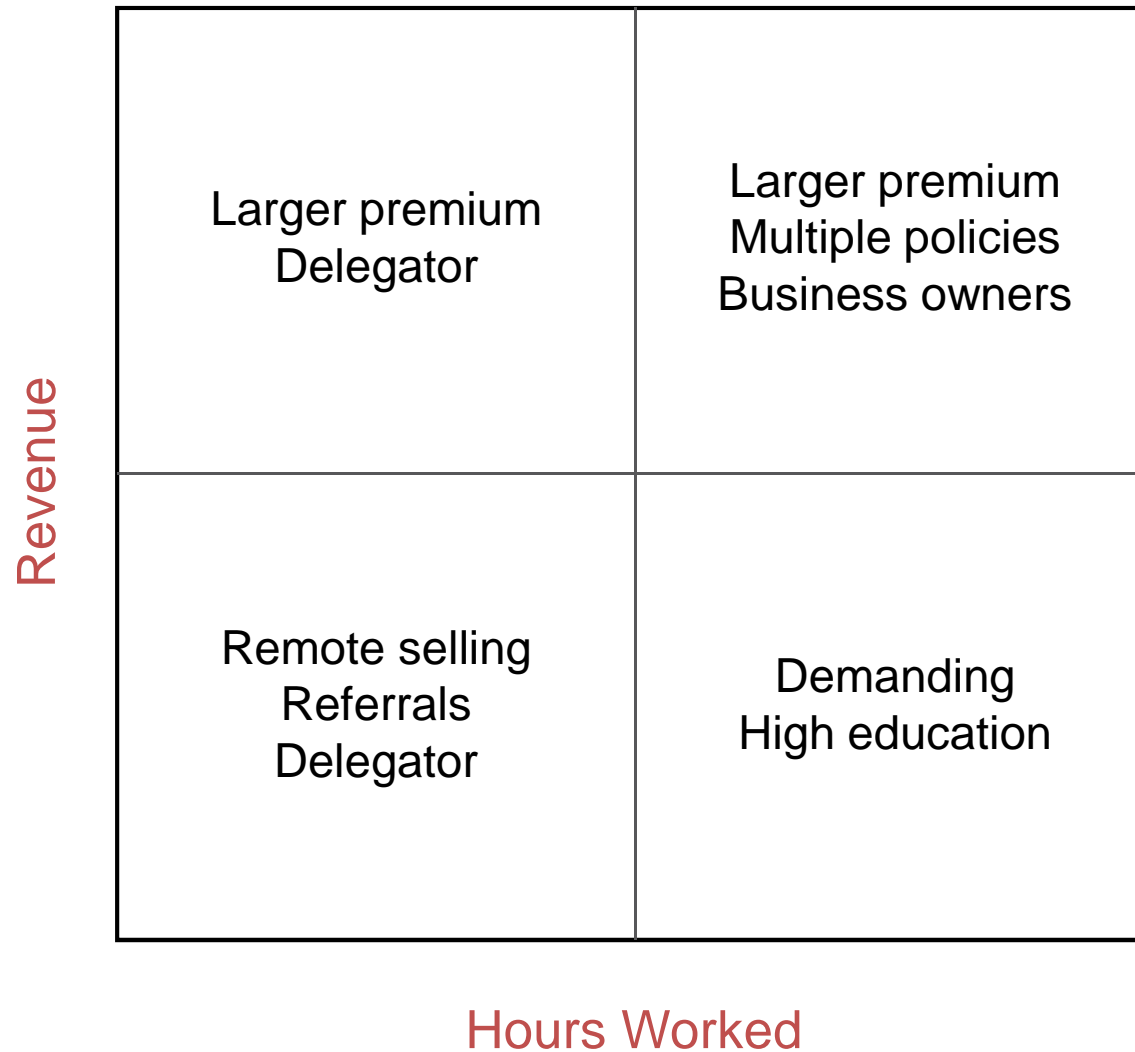 Larger premium
Delegator
Larger premium
Multiple policies
Business owners
Revenue
Remote selling
Referrals
Delegator
Demanding
High education
Hours Worked